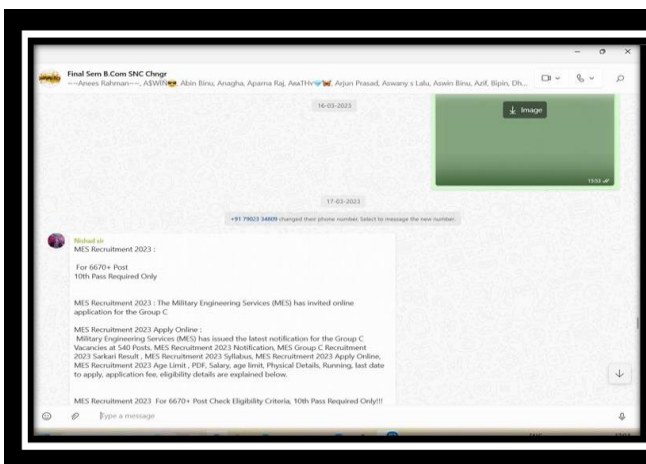 Final Sem B.Com SNC Chngr
~~Anees Rahman~~, A$WIN😎, Abin Binu, Anagha, Aparna Raj, AᴋᴀTHᴛ💎🦋, Arjun Prasad, Aswany s Lalu, Aswin Binu, Azif, Bipin, Dh...
16-03-2023
Image
15:53
17-03-2023
+91 79023 34809 changed their phone number. Select to message the new number.
Nishad sir
MES Recruitment 2023 :
For 6670+ Post
10th Pass Required Only
MES Recruitment 2023 : The Military Engineering Services (MES) has invited online
application for the Group C
MES Recruitment 2023 Apply Online :
Military Engineering Services (MES) has issued the latest notification for the Group C
Vacancies at 540 Posts. MES Recruitment 2023 Notification, MES Group C Recruitment
2023 Sarkari Result , MES Recruitment 2023 Syllabus, MES Recruitment 2023 Apply Online,
MES Recruitment 2023 Age Limit , PDF, Salary, age limit, Physical Details, Running, last date
to apply, application fee, eligibility details are explained below.
MES Recruitment 2023 For 6670+ Post Check Eligibility Criteria, 10th Pass Required Only!!!
Type a message